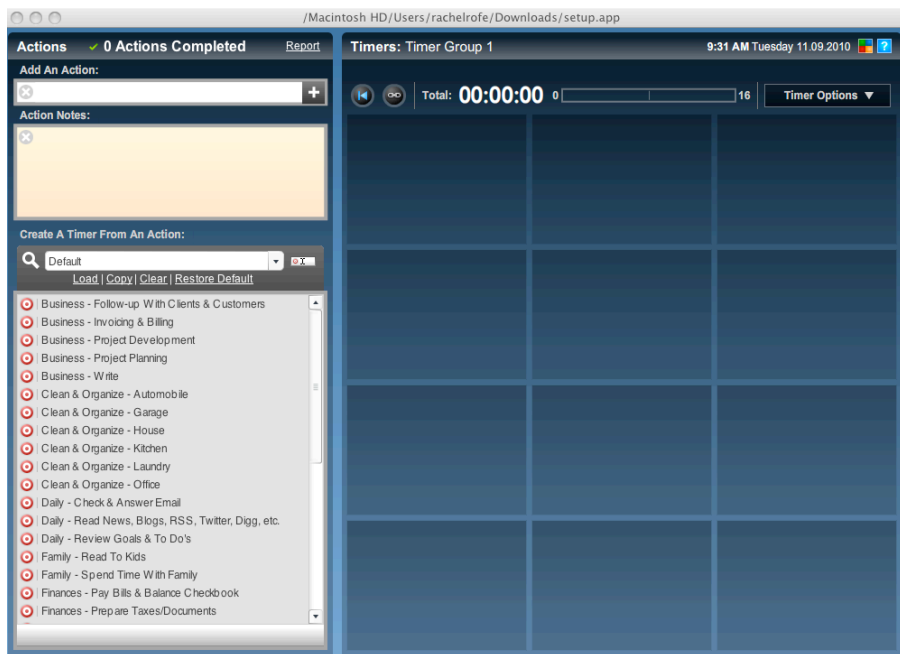 /Macintosh HD/Users/rachelrofe/Downloads/setup.app
Actions 0 Actions Completed Report
Add An Action:
Action Notes:
Create A Timer From An Action:
Default
Load | Copy | Clear | Restore Default
Business - Follow-up With Clients & Customers
Business - Invoicing & Billing
Business - Project Development
Business - Project Planning
Business - Write
Clean & Organize - Automobile
Clean & Organize - Garage
Clean & Organize - House
Clean & Organize - Kitchen
Clean & Organize - Laundry
Clean & Organize - Office
Daily - Check & Answer Email
Daily - Read News, Blogs, RSS, Twitter, Digg, etc.
Daily - Review Goals & To Do's
Family - Read To Kids
Family - Spend Time With Family
Finances - Pay Bills & Balance Checkbook
Finances - Prepare Taxes/Documents
Timers: Timer Group 1 9:31 AM Tuesday 11.09.2010 ?
Total: 00:00:00 0 16 Timer Options ▼